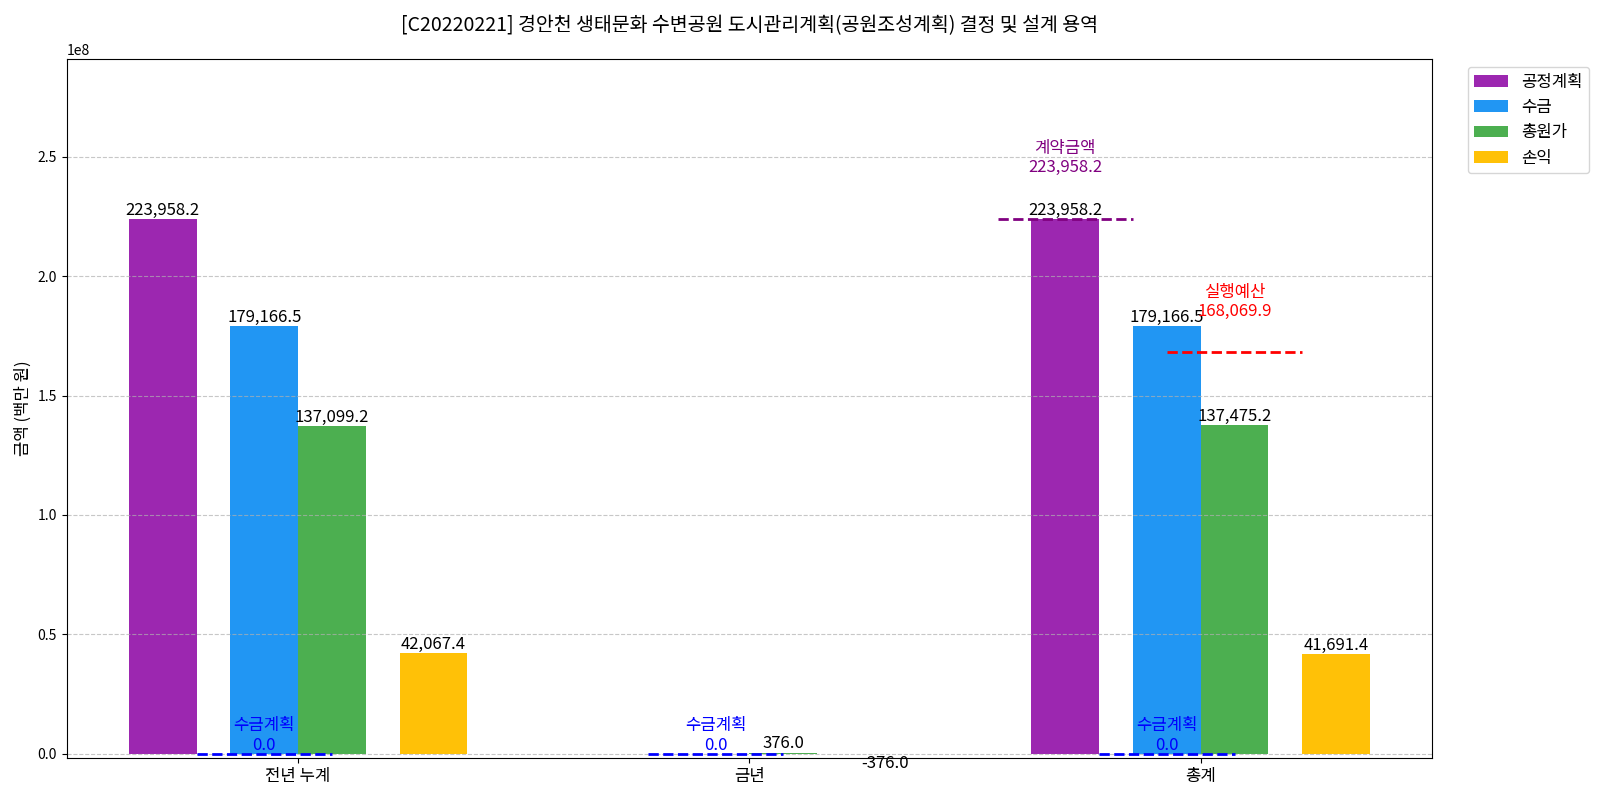 [C20220221] 경안천 생태문화 수변공원 도시관리계획(공원조성계획) 결정 및 설계 용역
1e8
공정계획
수금
총원가
손익
금액 (백만 원)
2.5
2.0
1.5
1.0
0.5
0.0
223,958.2
179,166.5
137,099.2
42,067.4
수금계획
0.0
수금계획
0.0
376.0
-376.0
계약금액
223,958.2
223,958.2
실행예산
168,069.9
179,166.5
137,475.2
41,691.4
수금계획
0.0
전년 누계
금년
총계